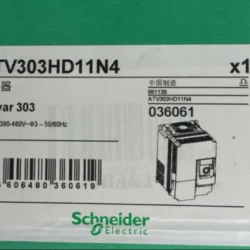 TV303HD11N4
x1
器
中国制造
081139
var 303
ATV303HD11N4
380-460V~Φ3 – 50/60Hz
036061
606480 360619
Schneider
Electric